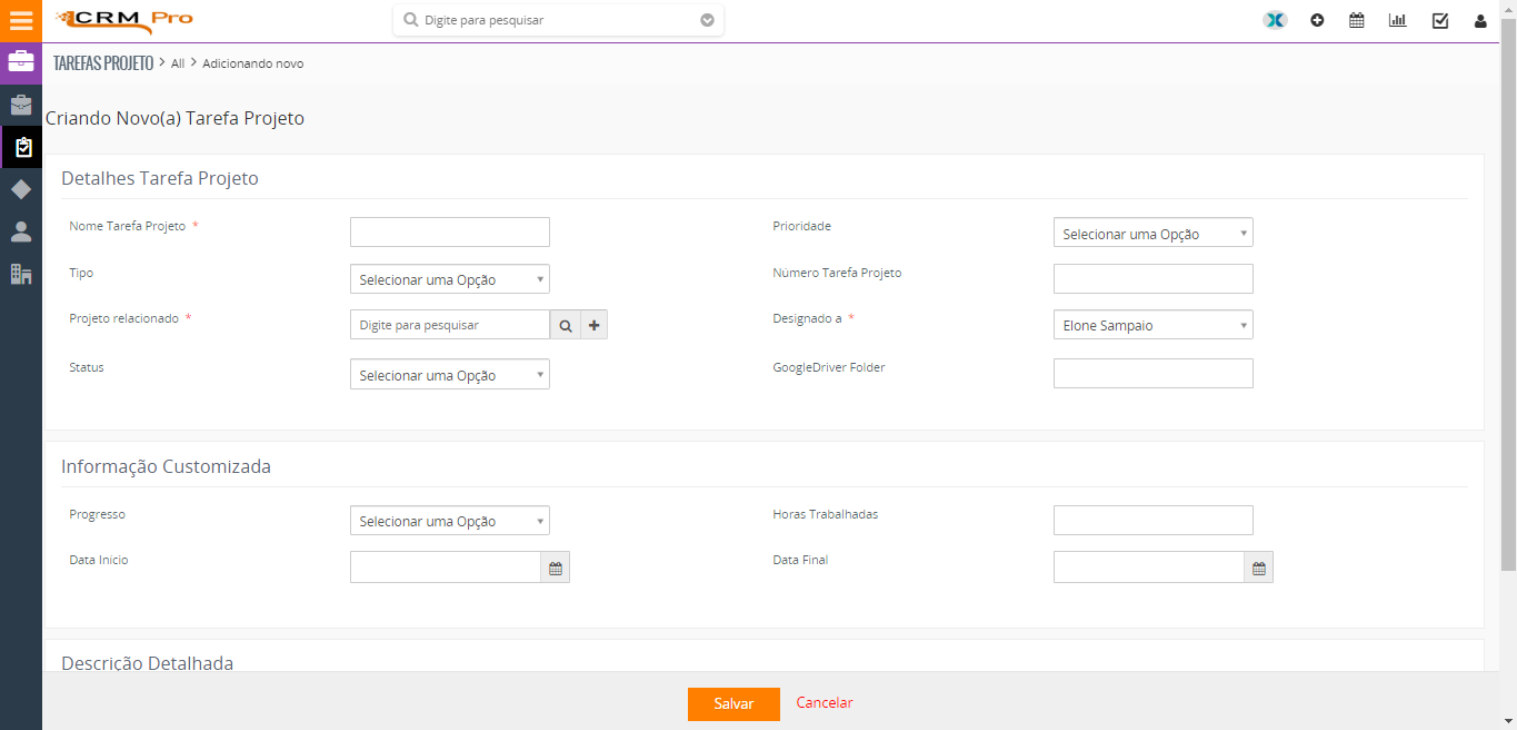 CRM Pro
Digite para pesquisar
TAREFAS PROJETO > All > Adicionando novo
Criando Novo(a) Tarefa Projeto
Detalhes Tarefa Projeto
Nome Tarefa Projeto *
Prioridade
Selecionar uma Opção
Tipo
Selecionar uma Opção
Número Tarefa Projeto
Projeto relacionado *
Digite para pesquisar
Designado a *
Elone Sampaio
Status
Selecionar uma Opção
GoogleDriver Folder
Informação Customizada
Progresso
Selecionar uma Opção
Horas Trabalhadas
Data Início
Data Final
Descrição Detalhada
Salvar
Cancelar